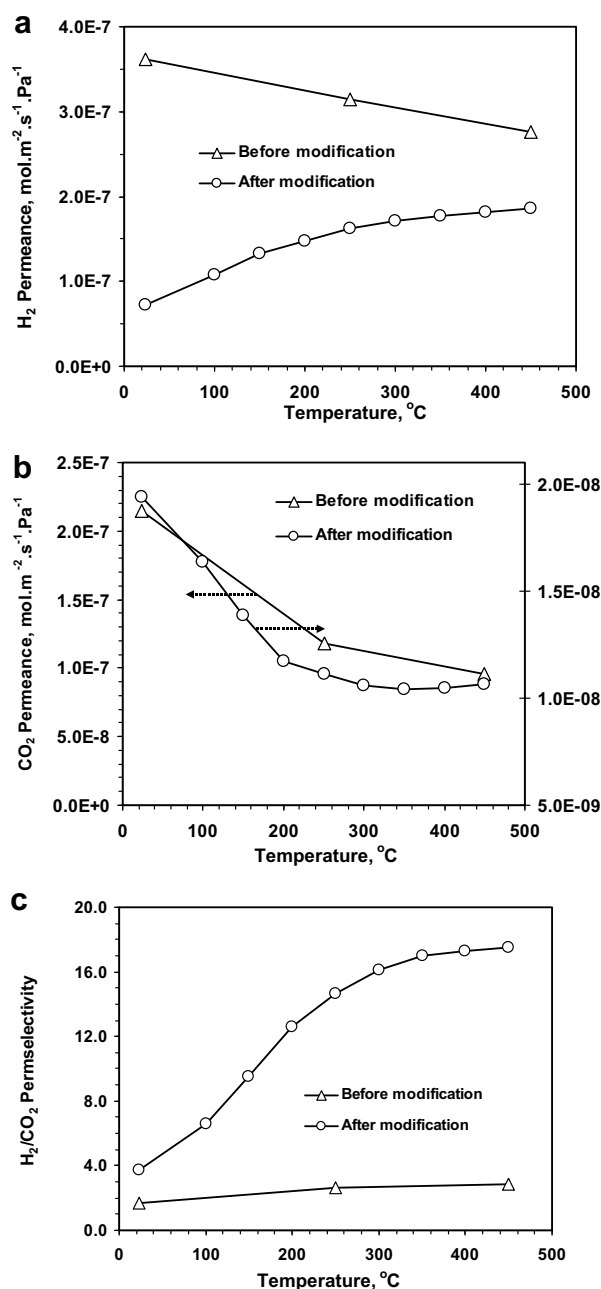 a
4.0E-7
3.0E-7
2.0E-7
1.0E-7
0.0E+0
H₂ Permeance, mol.m⁻².s⁻¹.Pa⁻¹
Before modification
After modification
0 100 200 300 400 500
Temperature, °C
b
2.5E-7
2.0E-7
1.5E-7
1.0E-7
5.0E-8
0.0E+0
CO₂ Permeance, mol.m⁻².s⁻¹.Pa⁻¹
Before modification
After modification
2.0E-08
1.5E-08
1.0E-08
5.0E-09
0 100 200 300 400 500
Temperature, °C
c
20.0
16.0
12.0
8.0
4.0
0.0
H₂/CO₂ Permselectivity
Before modification
After modification
0 100 200 300 400 500
Temperature, °C